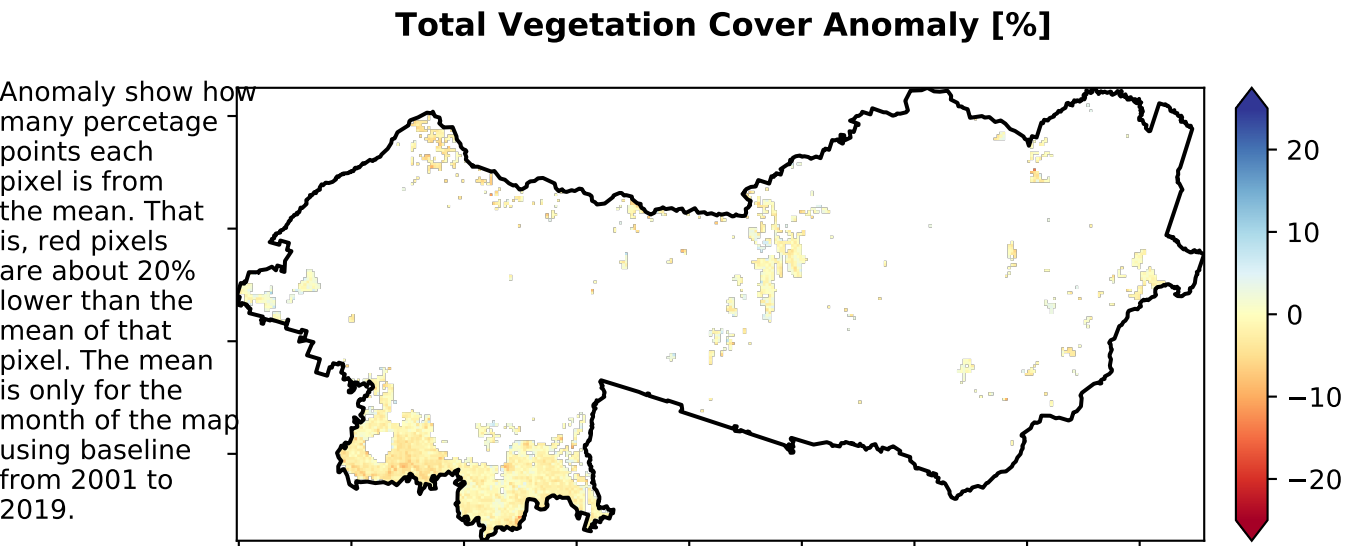 Total Vegetation Cover Anomaly [%]
Anomaly show how
many percetage
points each
pixel is from
the mean. That
is, red pixels
are about 20%
lower than the
mean of that
pixel. The mean
is only for the
month of the map
using baseline
from 2001 to
2019.
20
10
0
−10
−20